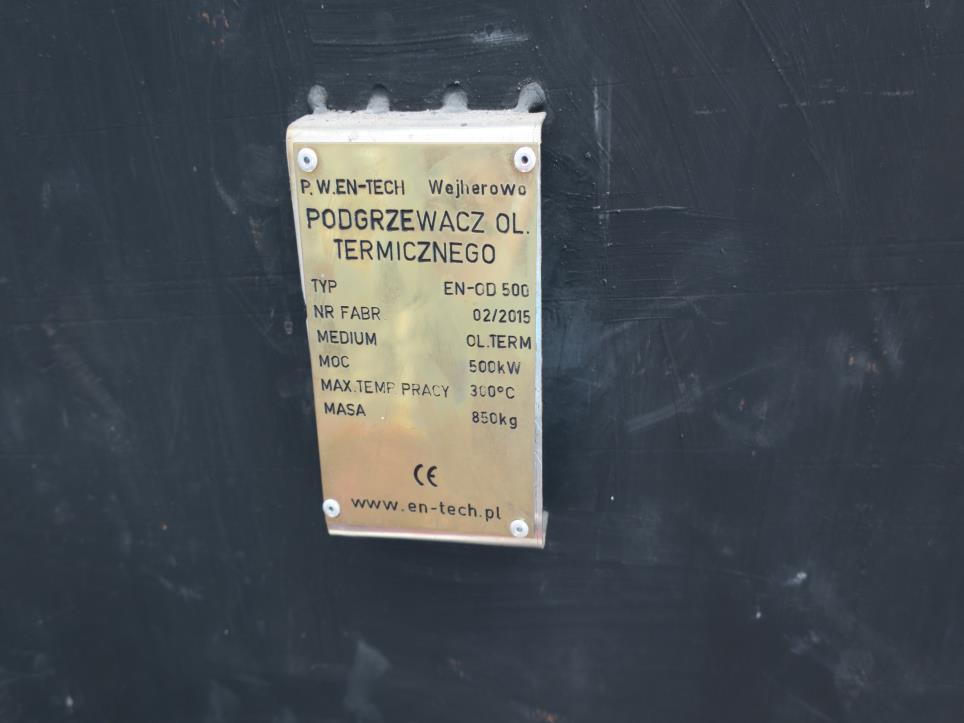 P.W.EN-TECH Wejherowo
PODGRZEWACZ OL.
TERMICZNEGO
TYP EN-OD 500
NR FABR 02/2015
MEDIUM OL.TERM
MOC 500kW
MAX.TEMP.PRACY 300°C
MASA 850kg
CE
www.en-tech.pl